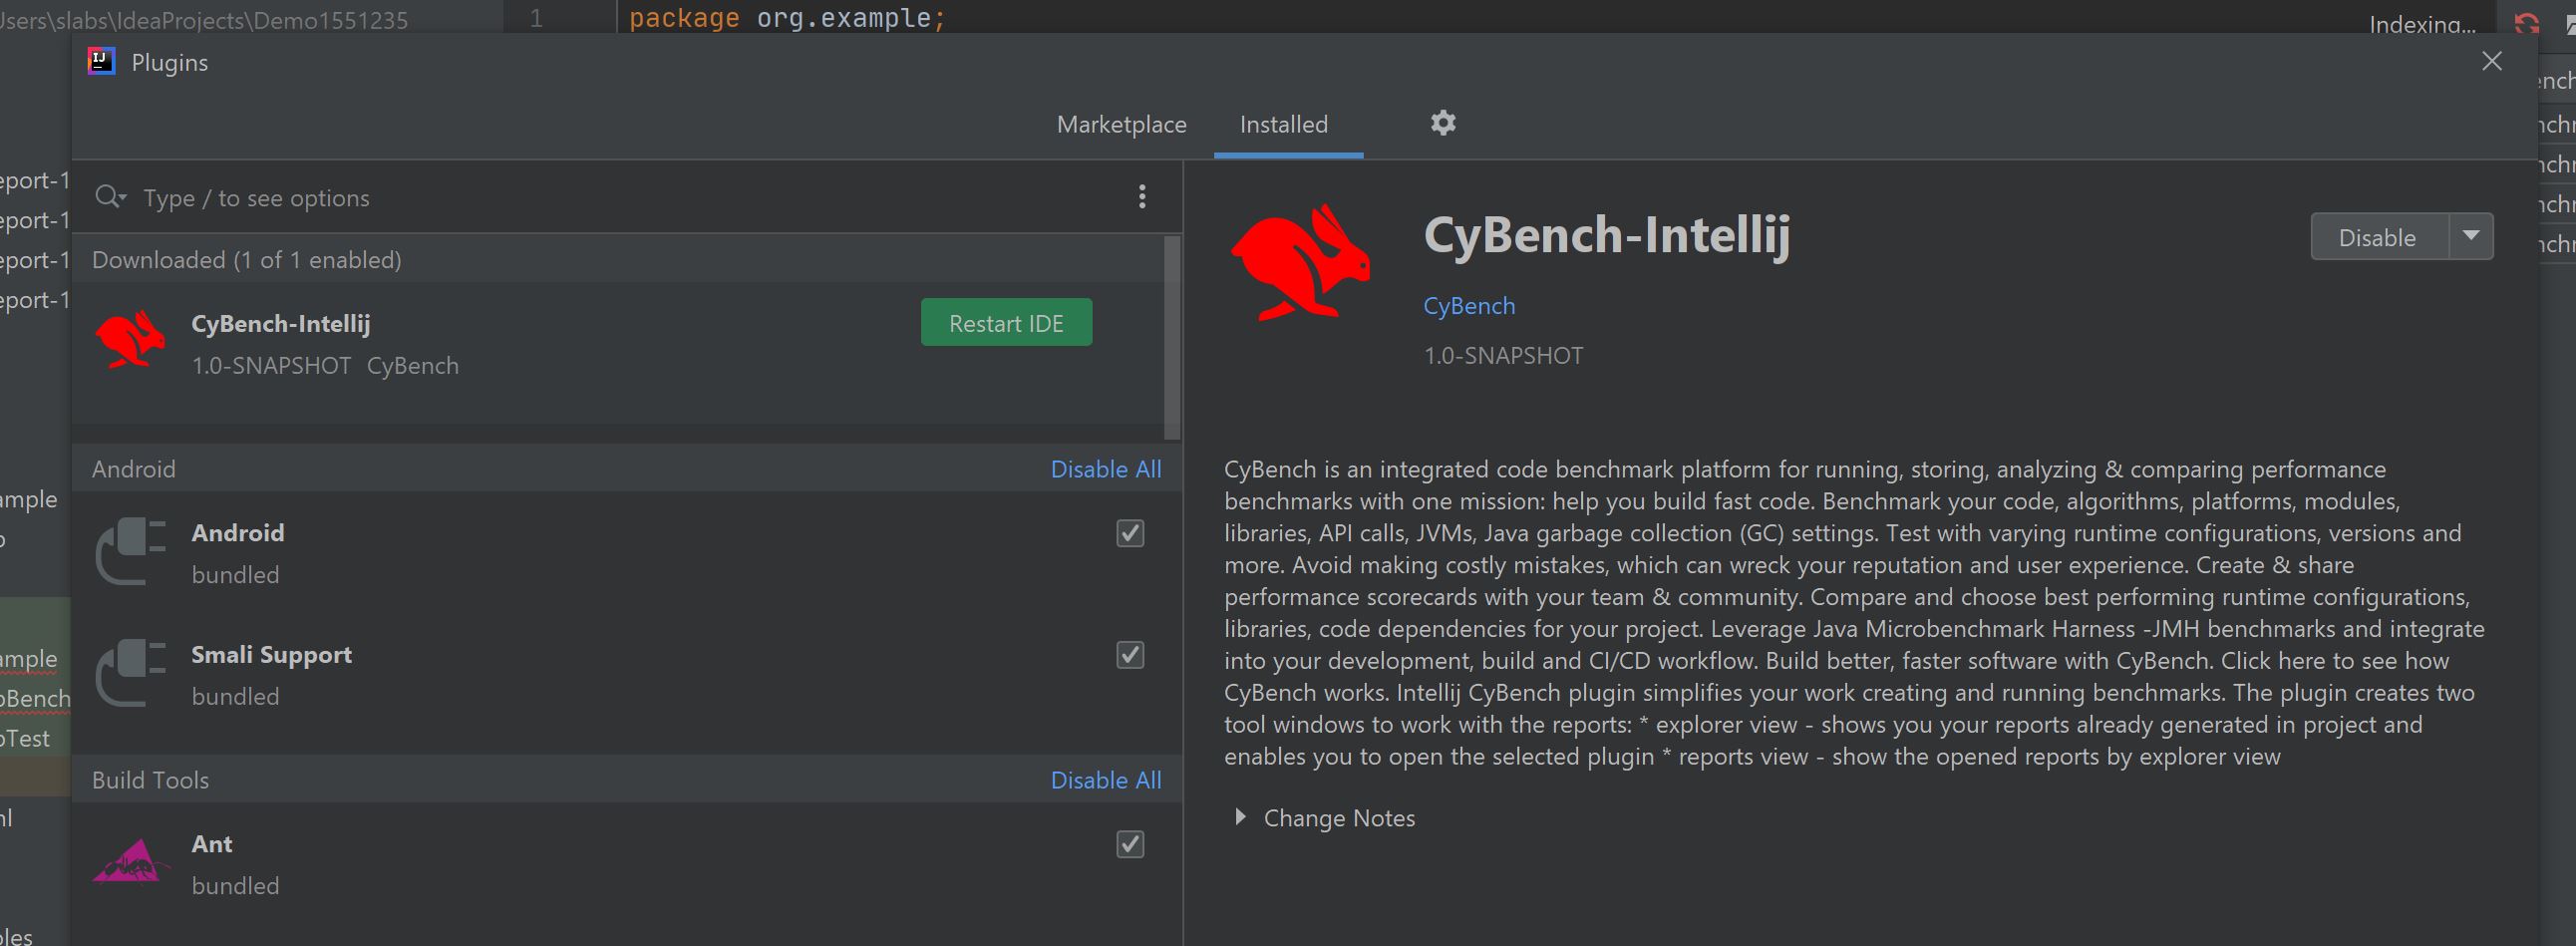 Users\slabs\IdeaProjects\Demo1551235
1 package org.example;
Indexing...
IJ Plugins
Marketplace Installed
Type / to see options
Downloaded (1 of 1 enabled)
CyBench-Intellij
Restart IDE
1.0-SNAPSHOT CyBench
Android Disable All
Android
bundled
Smali Support
bundled
Build Tools Disable All
Ant
bundled
CyBench-Intellij
Disable
CyBench
1.0-SNAPSHOT
CyBench is an integrated code benchmark platform for running, storing, analyzing & comparing performance
benchmarks with one mission: help you build fast code. Benchmark your code, algorithms, platforms, modules,
libraries, API calls, JVMs, Java garbage collection (GC) settings. Test with varying runtime configurations, versions and
more. Avoid making costly mistakes, which can wreck your reputation and user experience. Create & share
performance scorecards with your team & community. Compare and choose best performing runtime configurations,
libraries, code dependencies for your project. Leverage Java Microbenchmark Harness -JMH benchmarks and integrate
into your development, build and CI/CD workflow. Build better, faster software with CyBench. Click here to see how
CyBench works. Intellij CyBench plugin simplifies your work creating and running benchmarks. The plugin creates two
tool windows to work with the reports: * explorer view - shows you your reports already generated in project and
enables you to open the selected plugin * reports view - show the opened reports by explorer view
Change Notes
eport-1
eport-1
eport-1
eport-1
ample
ample
oBench
oTest
ml
bles
ench
nchr
nchr
nchr
nchr